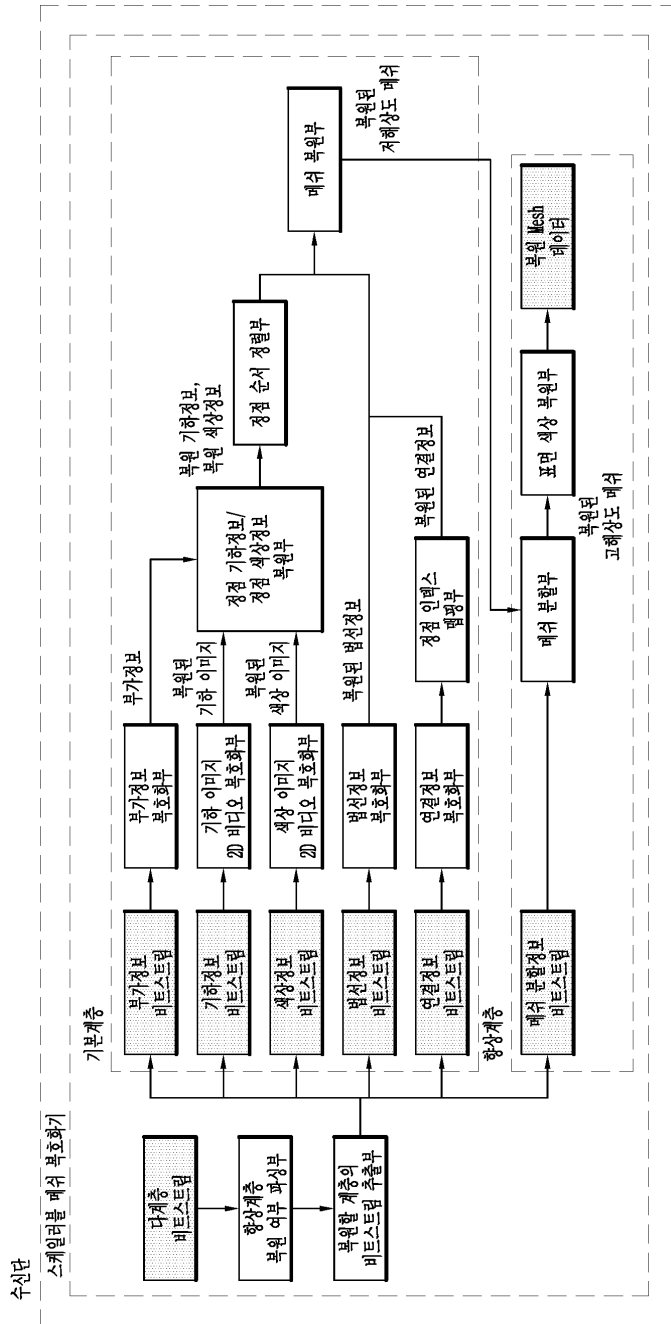 수신단
스케일러블 메쉬 복호화기
다계층
비트스트림
향상계층
복원 여부 파싱부
복원할 계층의
비트스트림 추출부
기본계층
부가정보
비트스트림
부가정보
복호화부
부가정보
기하정보
비트스트림
기하 이미지
2D 비디오 복호화부
복원된
기하 이미지
색상정보
비트스트림
색상 이미지
2D 비디오 복호화부
복원된
색상 이미지
정점 기하정보/
정점 색상정보
복원부
복원 기하정보,
복원 색상정보
정점 순서 정렬부
법선정보
비트스트림
법선정보
복호화부
복원된 법선정보
연결정보
비트스트림
연결정보
복호화부
정점 인덱스
맵핑부
복원된 연결정보
메쉬 복원부
복원된
저해상도 메쉬
향상계층
메쉬 분할정보
비트스트림
메쉬 분할부
복원된
고해상도 메쉬
표면 색상 복원부
복원 Mesh
데이터